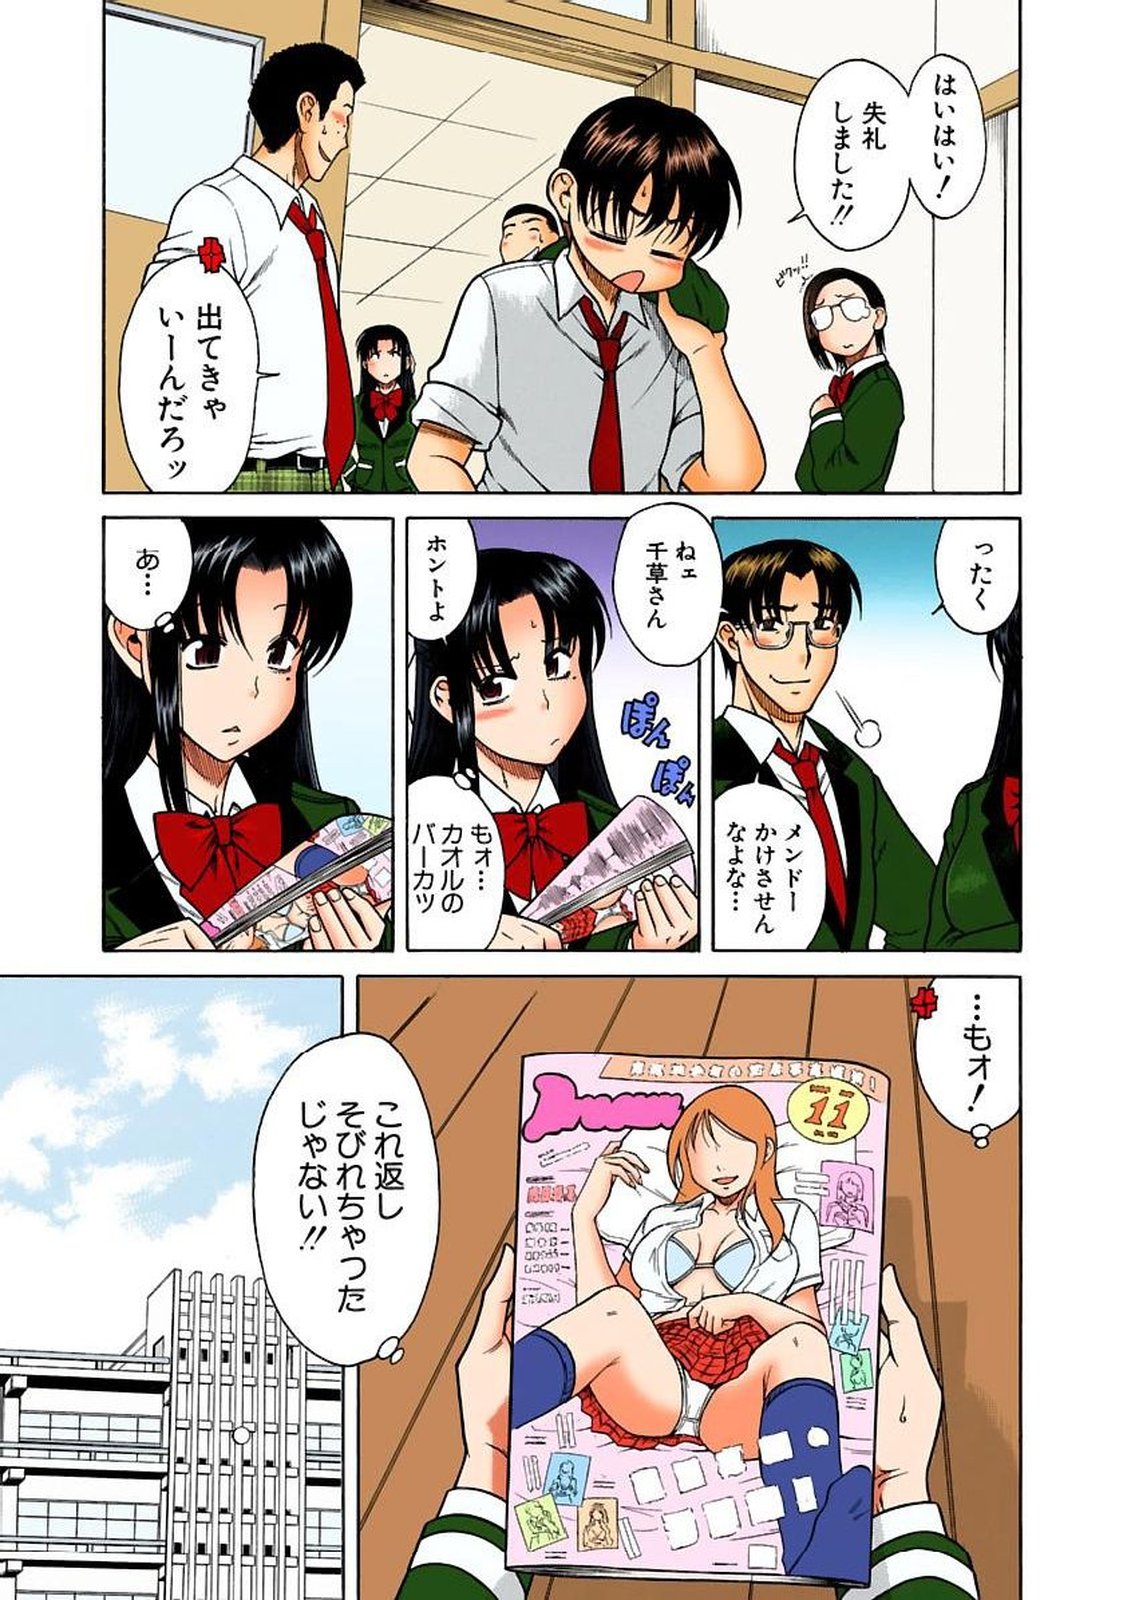 はいはい！
失礼
しました!!
ビクッ!!
出てきゃ
いーんだろッ
ったく
メンドー
かけさせん
なよな…
ねェ
千草さん
ホントよ
ぽん
ぽん
もォ…
カオルの
バーカッ
あ…
…もォ！
11
これ返し
そびれちゃった
じゃない!!